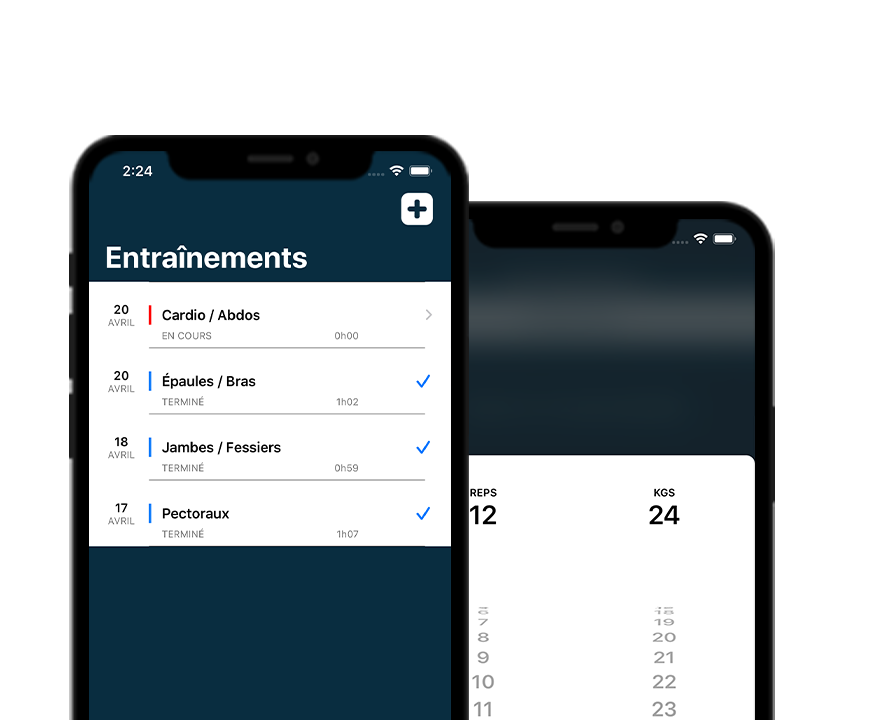 2:24
Entraînements
20
AVRIL
Cardio / Abdos
EN COURS
0h00
20
AVRIL
Épaules / Bras
TERMINÉ
1h02
18
AVRIL
Jambes / Fessiers
TERMINÉ
0h59
17
AVRIL
Pectoraux
TERMINÉ
1h07
REPS
12
KGS
24
7
8
9
10
11
19
20
21
22
23